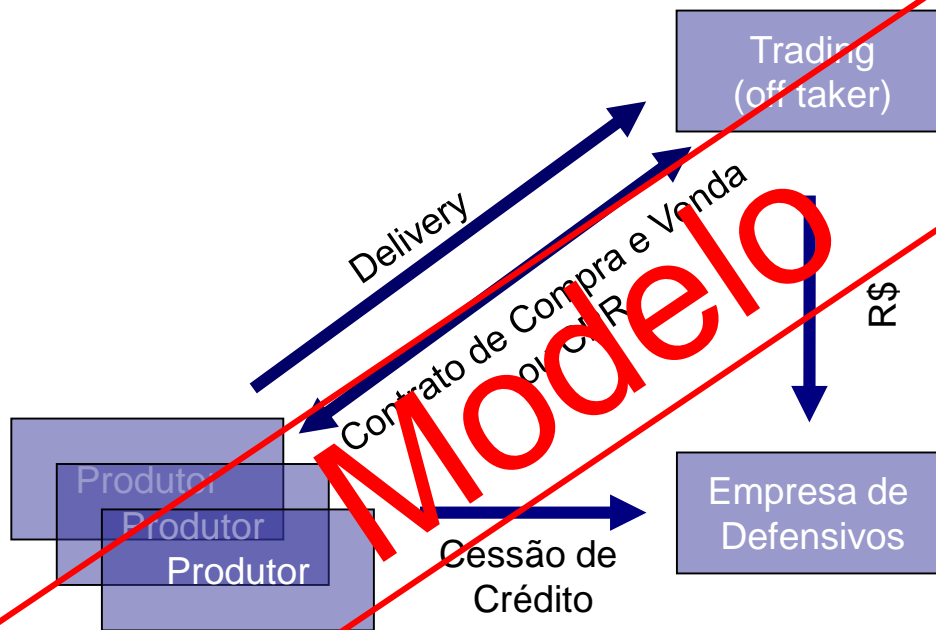 Trading
(off taker)
Delivery
Contrato de Compra e Venda
ou
R$
Modelo
Produtor
Produtor
Produtor
Cessão de
Crédito
Empresa de
Defensivos